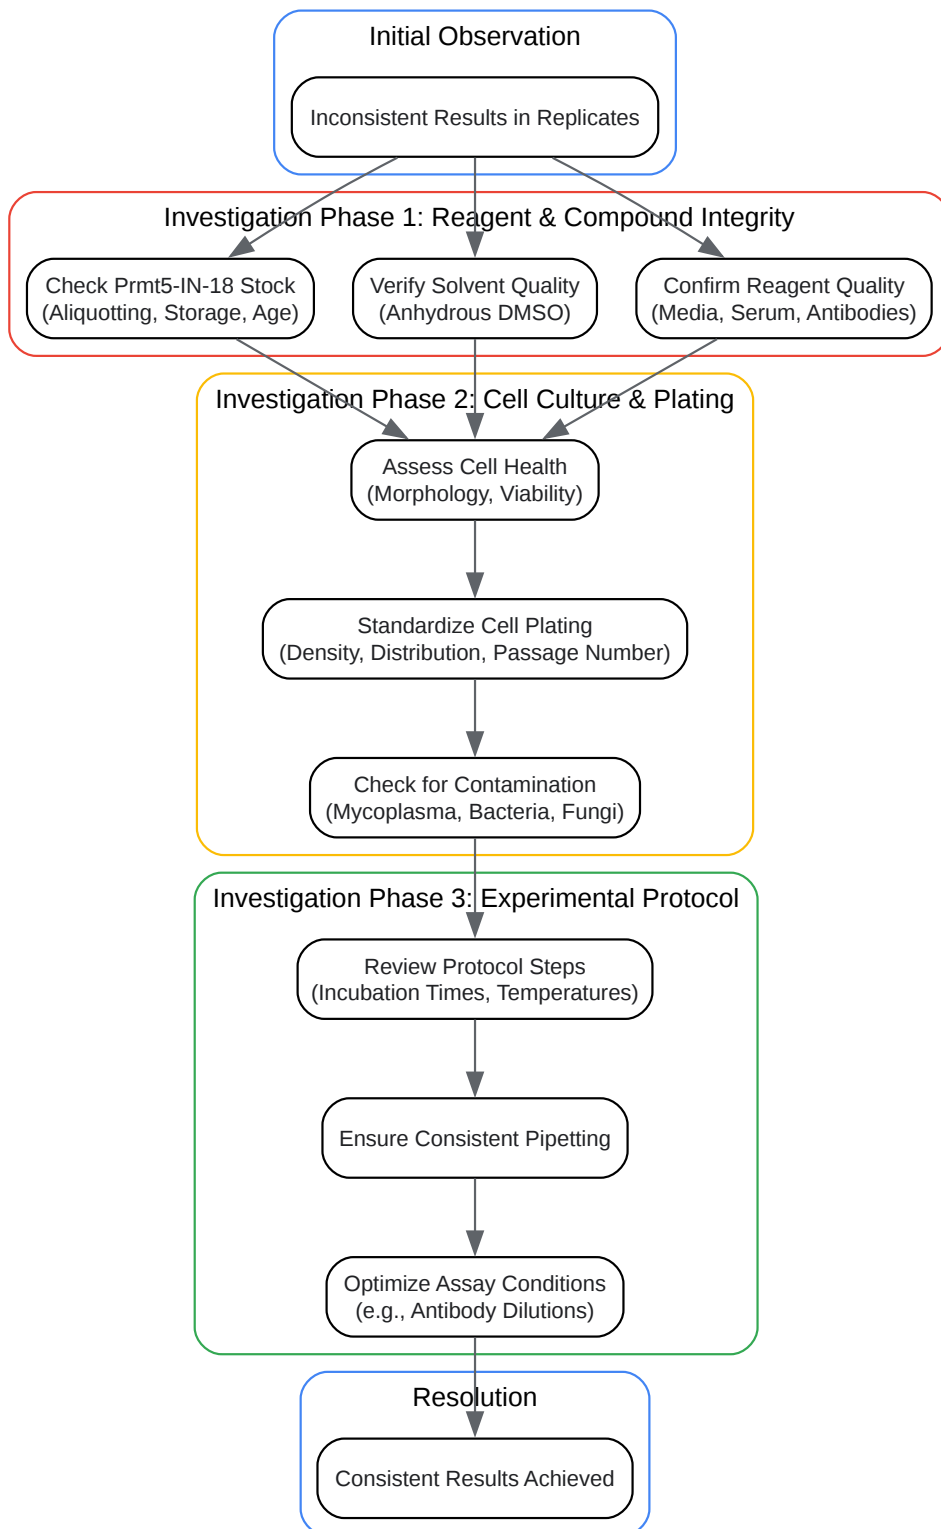 Initial Observation
Inconsistent Results in Replicates
Investigation Phase 1: Reagent & Compound Integrity
Check Prmt5-IN-18 Stock
(Aliquotting, Storage, Age)
Verify Solvent Quality
(Anhydrous DMSO)
Confirm Reagent Quality
(Media, Serum, Antibodies)
Investigation Phase 2: Cell Culture & Plating
Assess Cell Health
(Morphology, Viability)
Standardize Cell Plating
(Density, Distribution, Passage Number)
Check for Contamination
(Mycoplasma, Bacteria, Fungi)
Investigation Phase 3: Experimental Protocol
Review Protocol Steps
(Incubation Times, Temperatures)
Ensure Consistent Pipetting
Optimize Assay Conditions
(e.g., Antibody Dilutions)
Resolution
Consistent Results Achieved